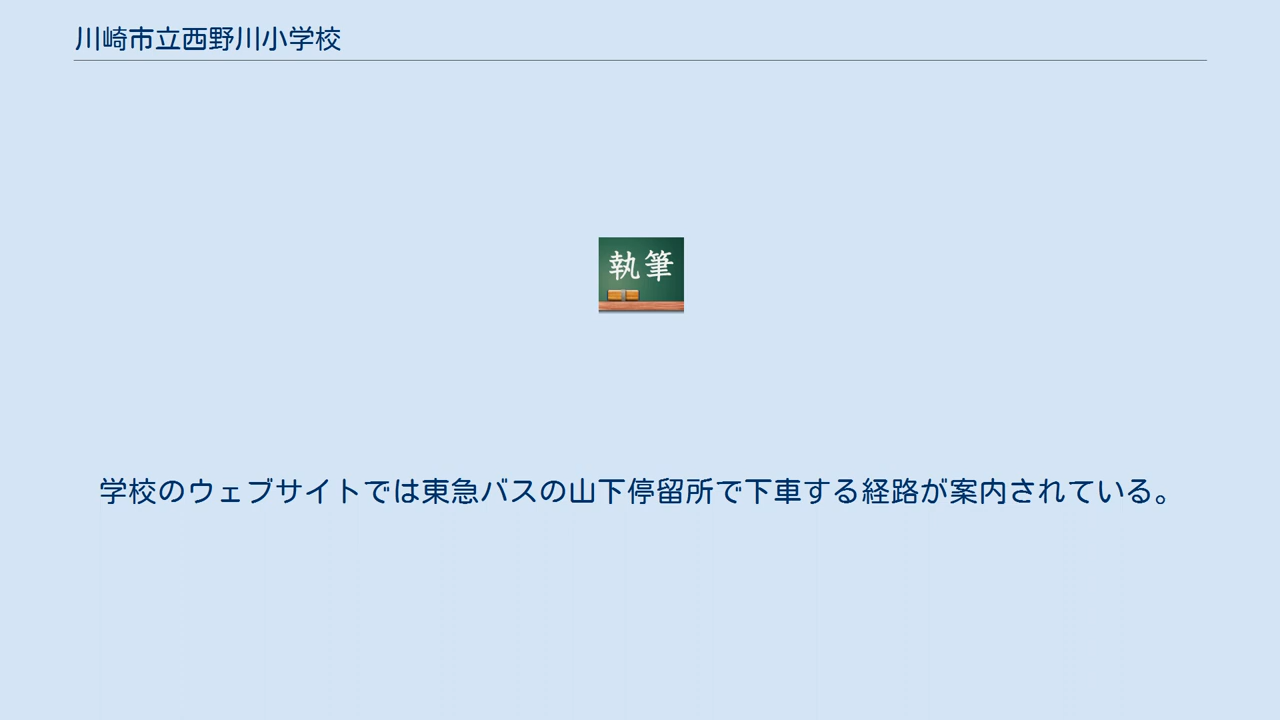 川崎市立西野川小学校
執筆
学校のウェブサイトでは東急バスの山下停留所で下車する経路が案内されている。